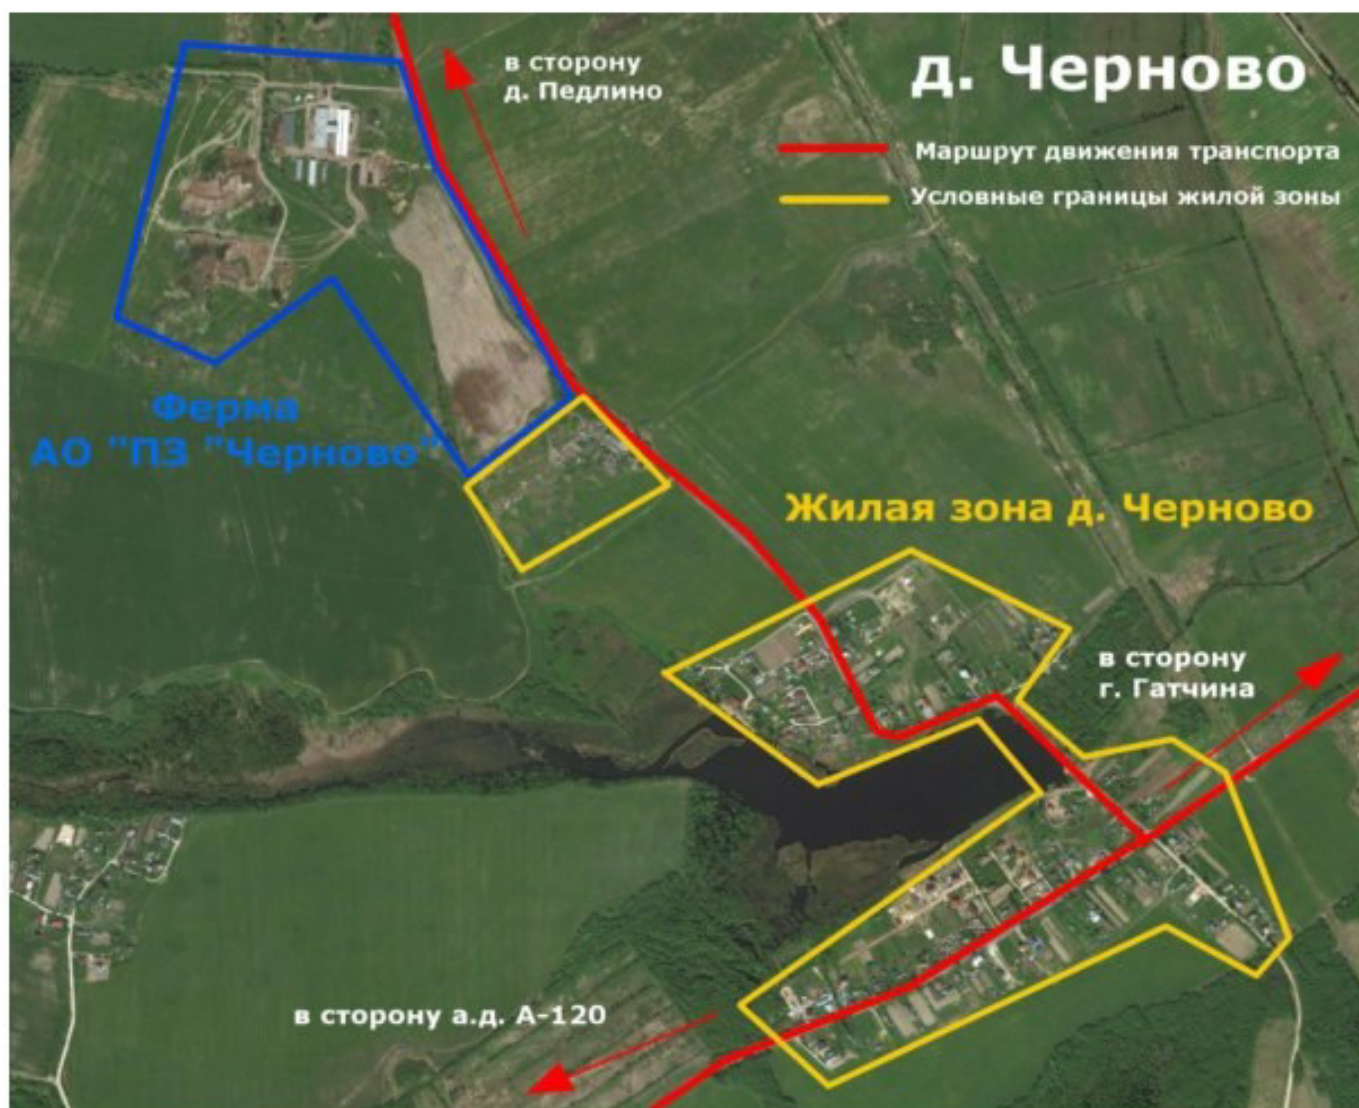 в сторону
д. Педлино
д. Черново
Маршрут движения транспорта
Условные границы жилой зоны
Ферма
АО "ПЗ "Черново"
Жилая зона д. Черново
в сторону
г. Гатчина
в сторону а.д. А-120